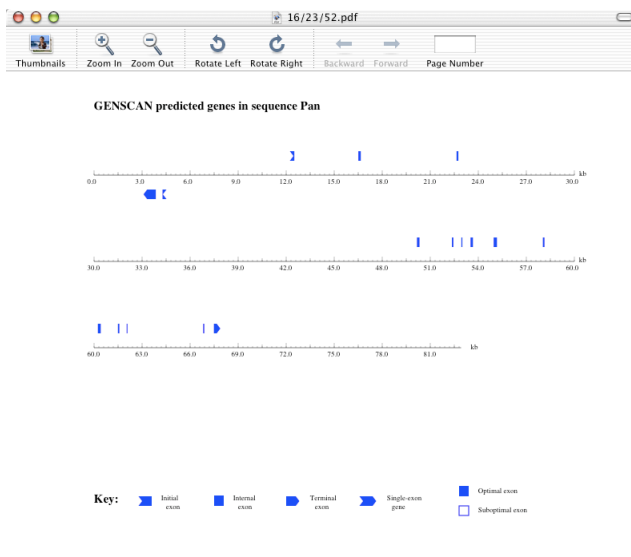 16/23/52.pdf
Thumbnails Zoom In Zoom Out Rotate Left Rotate Right Backward Forward Page Number
GENSCAN predicted genes in sequence Pan
kb
0.0 3.0 6.0 9.0 12.0 15.0 18.0 21.0 24.0 27.0 30.0
kb
30.0 33.0 36.0 39.0 42.0 45.0 48.0 51.0 54.0 57.0 60.0
kb
60.0 63.0 66.0 69.0 72.0 75.0 78.0 81.0
Key: Initial exon Internal exon Terminal exon Single-exon gene
Optimal exon
Suboptimal exon